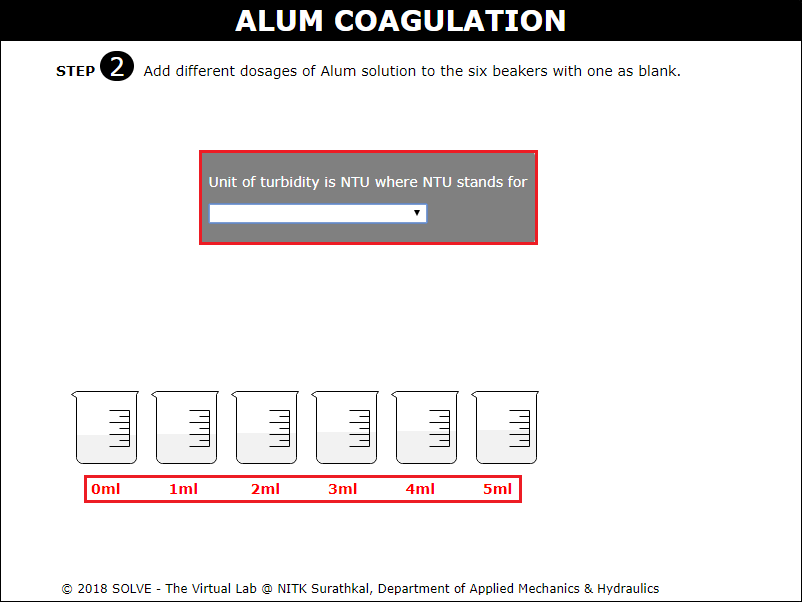 ALUM COAGULATION
STEP 2 Add different dosages of Alum solution to the six beakers with one as blank.
Unit of turbidity is NTU where NTU stands for
0ml 1ml 2ml 3ml 4ml 5ml
© 2018 SOLVE - The Virtual Lab @ NITK Surathkal, Department of Applied Mechanics & Hydraulics